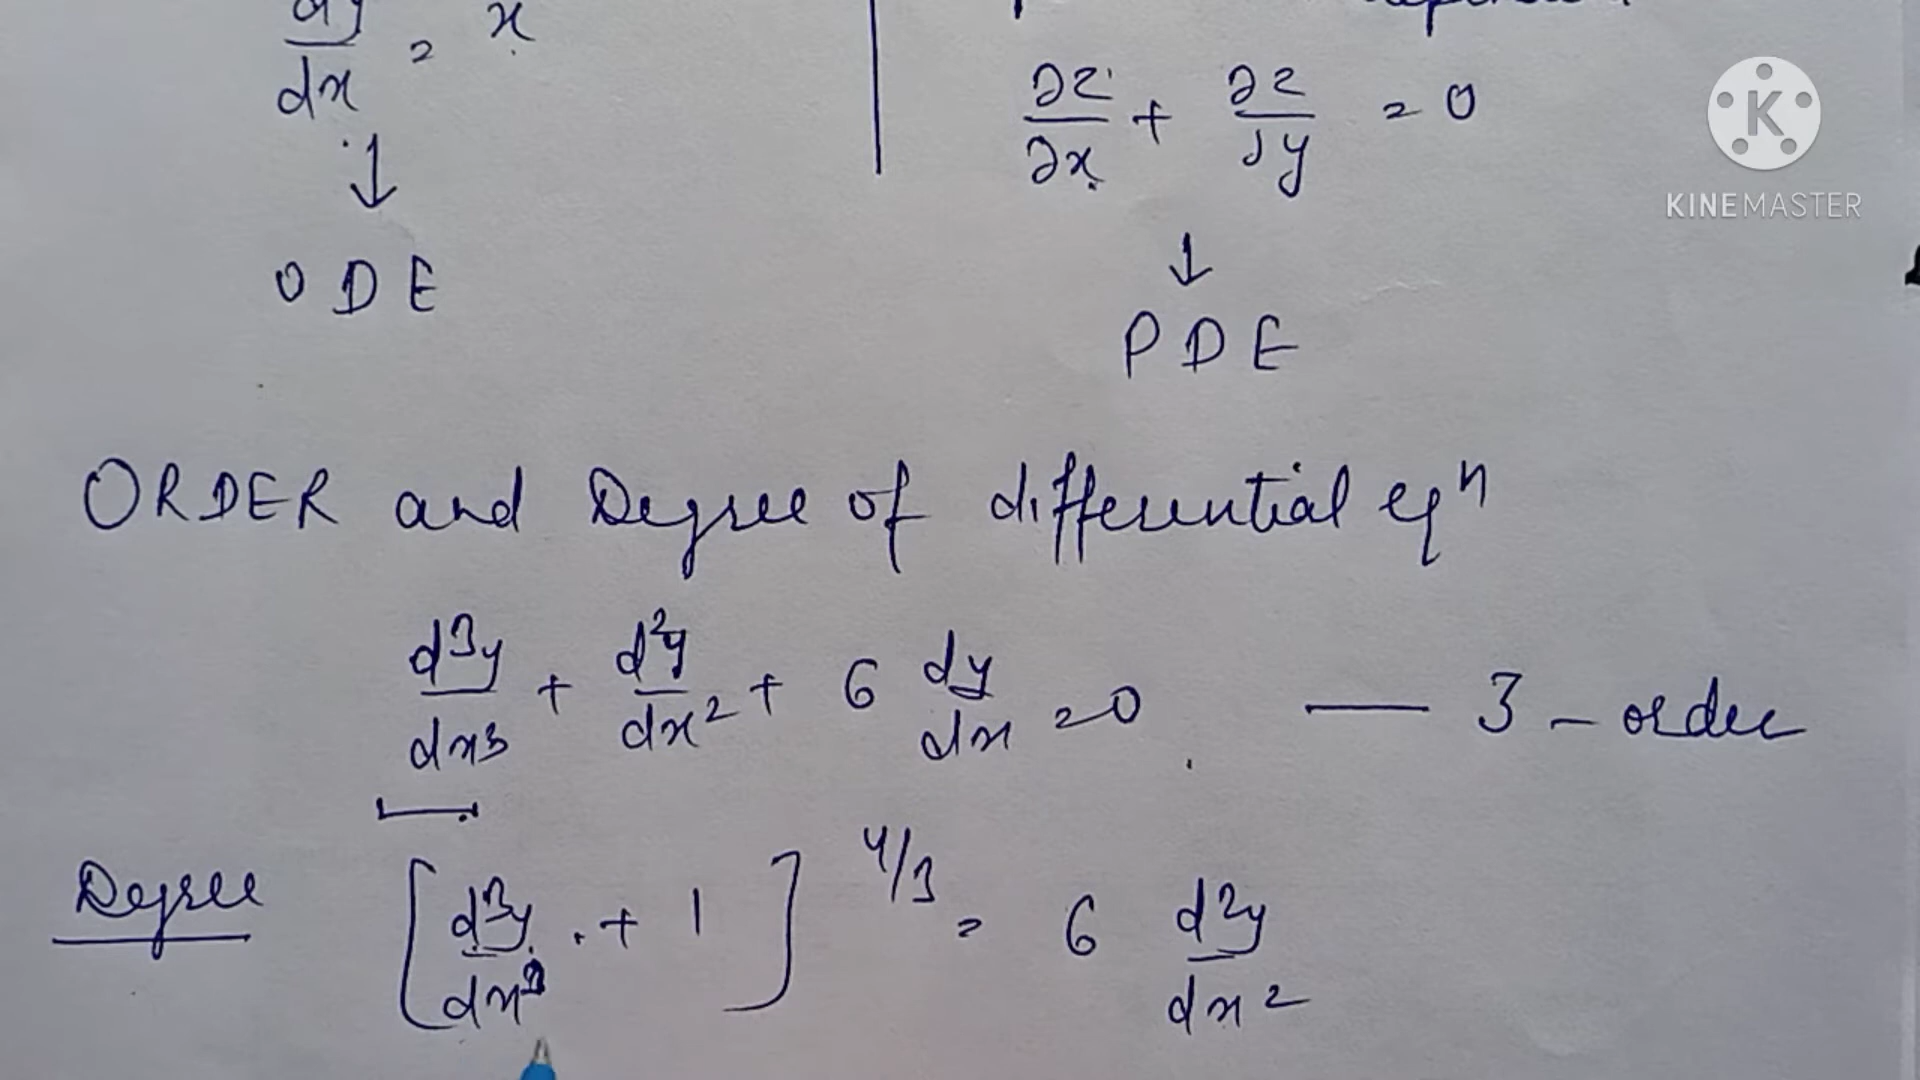 dy/dx = x
∂z/∂x + ∂z/∂y = 0
KINEMASTER
ODE
PDE
ORDER and Degree of differential eqⁿ
d³y/dx³ + d²y/dx² + 6 dy/dx = 0 — 3 - order
Degree [d³y/dx³ + 1]^4/3 = 6 d²y/dx²